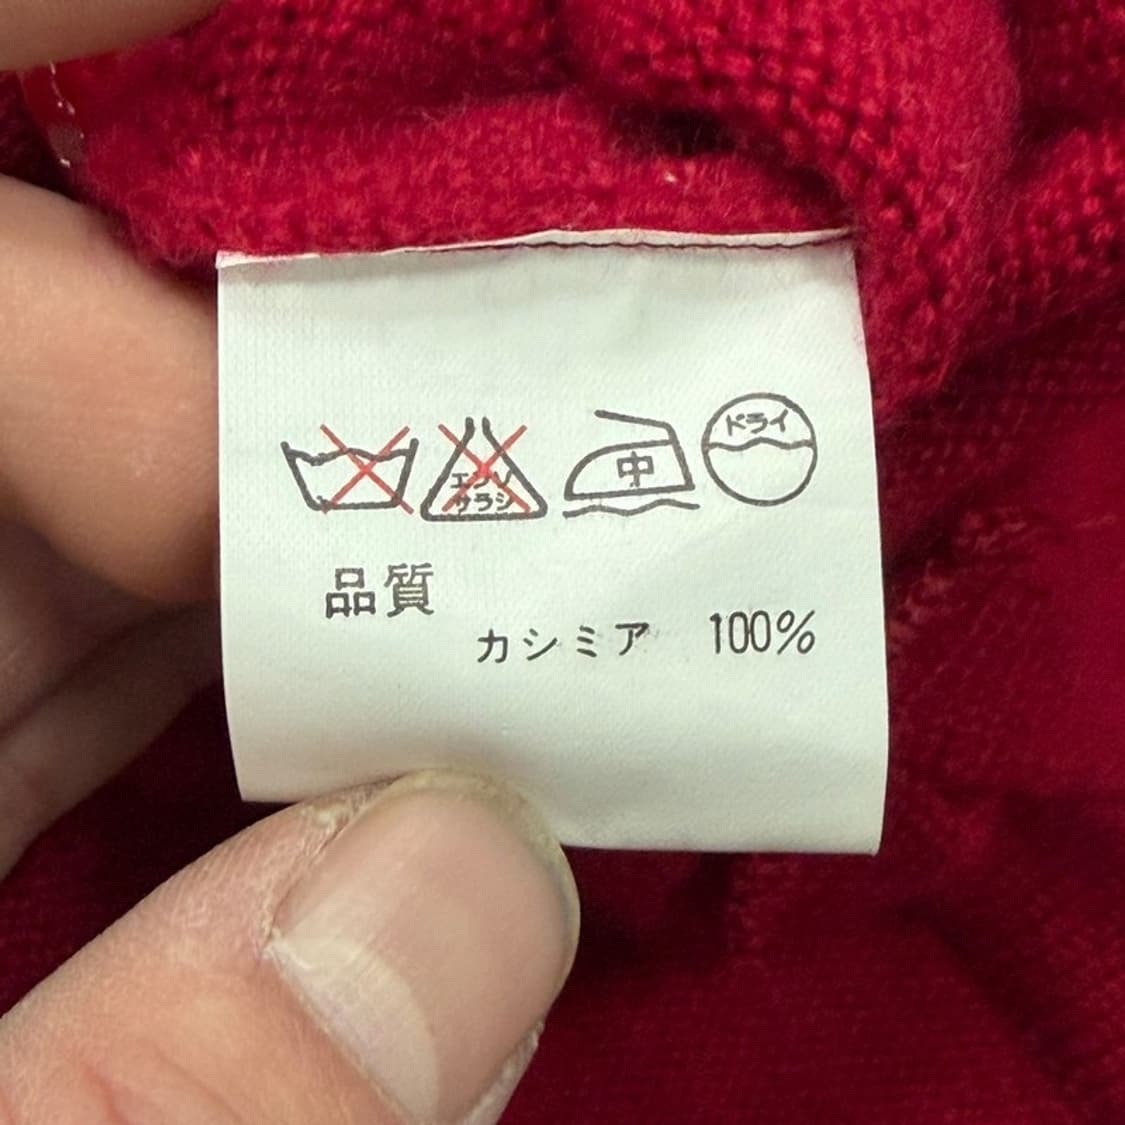 エンソ
サラシ
中
ドライ
品質
カシミア 100%